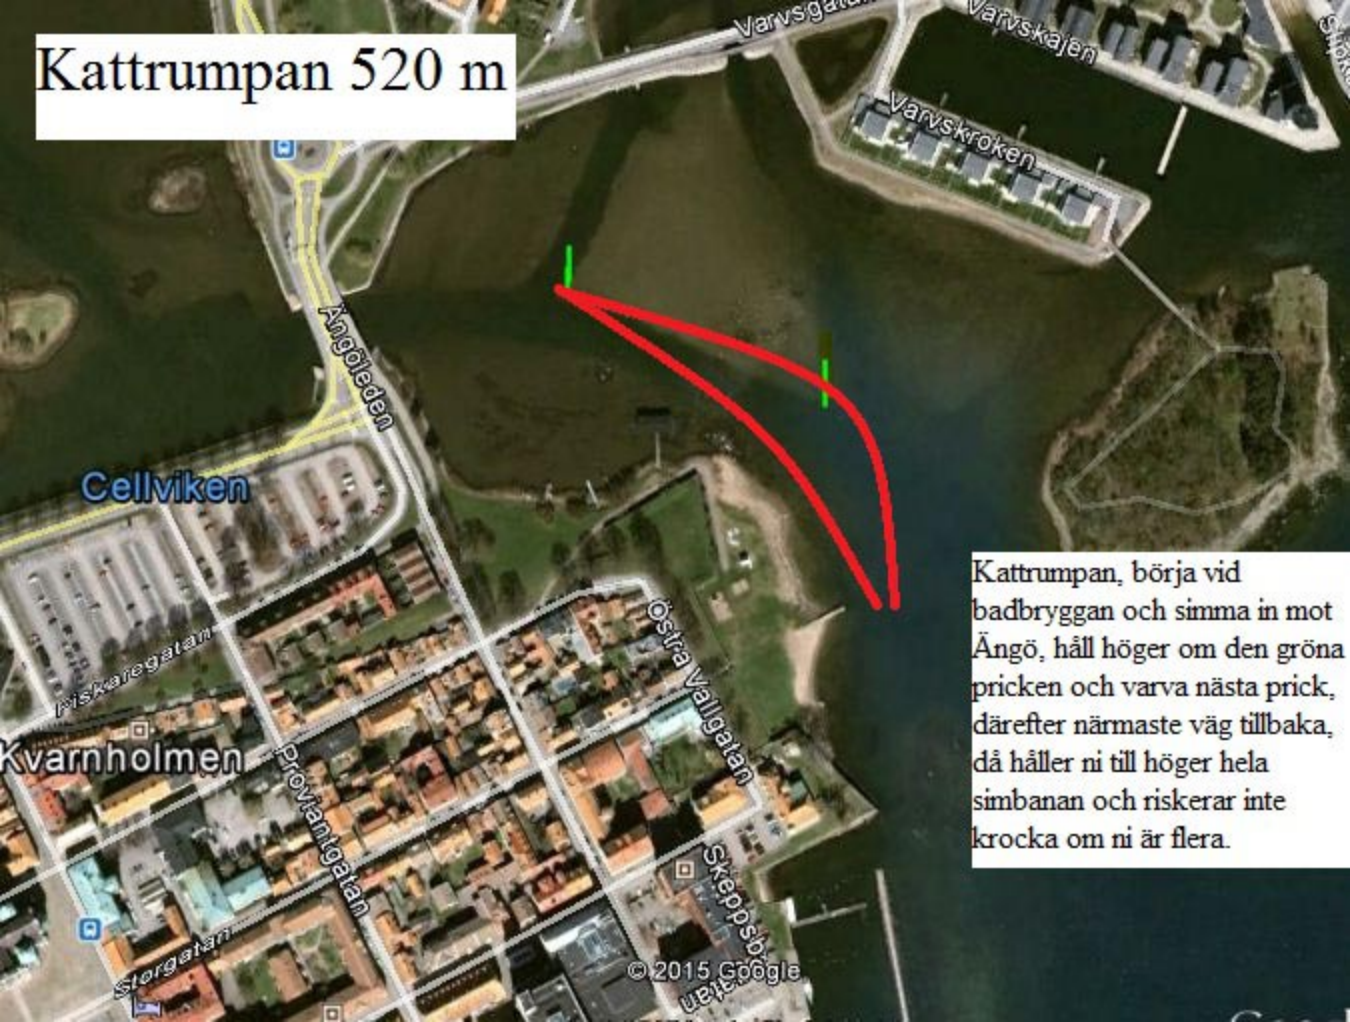 Kattrumpan 520 m
Varvsgatan
Varvskajen
Varvskroken
Ängöleden
Cellviken
Kattrumpan, börja vid
badbryggan och simma in mot
Ängö, håll höger om den gröna
pricken och varva nästa prick,
därefter närmaste väg tillbaka,
då håller ni till höger hela
simbanan och riskerar inte
krocka om ni är flera.
Östra Vallgatan
Fiskaregatan
Kvarnholmen
Proviantgatan
Storgatan
© 2015 Google